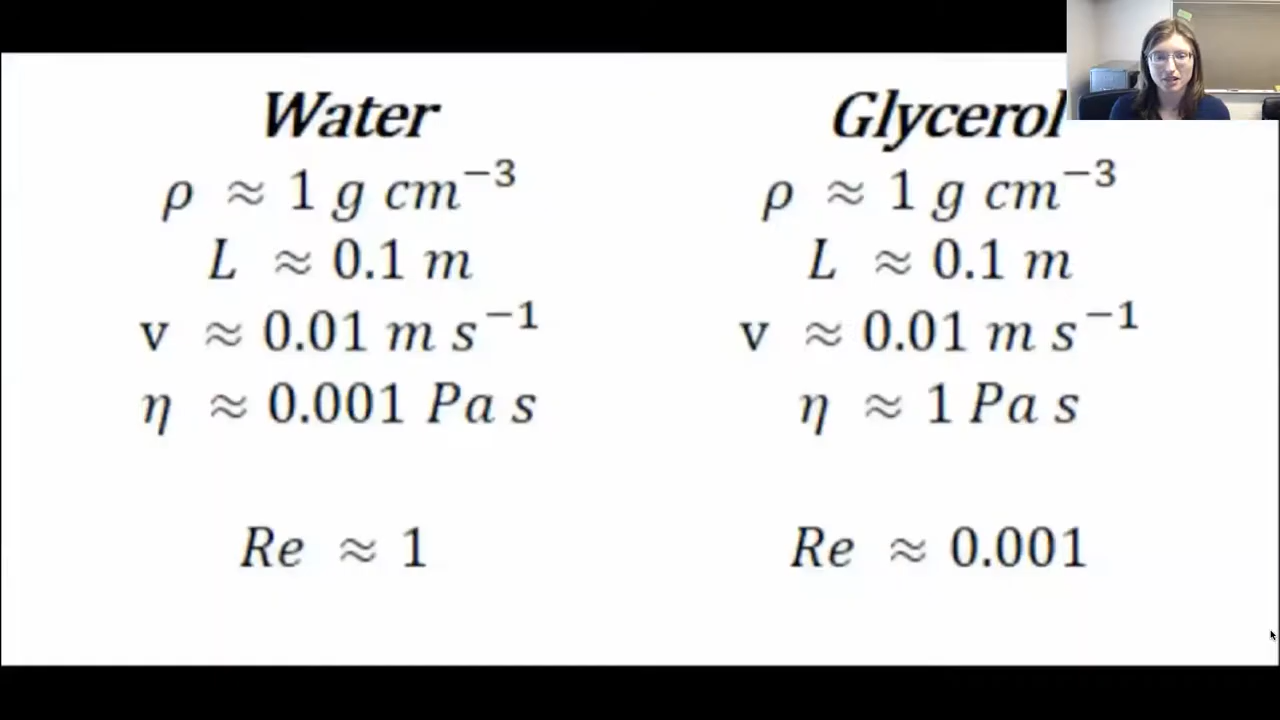 Water
ρ ≈ 1 g cm⁻³
L ≈ 0.1 m
v ≈ 0.01 m s⁻¹
η ≈ 0.001 Pa s
Re ≈ 1
Glycerol
ρ ≈ 1 g cm⁻³
L ≈ 0.1 m
v ≈ 0.01 m s⁻¹
η ≈ 1 Pa s
Re ≈ 0.001